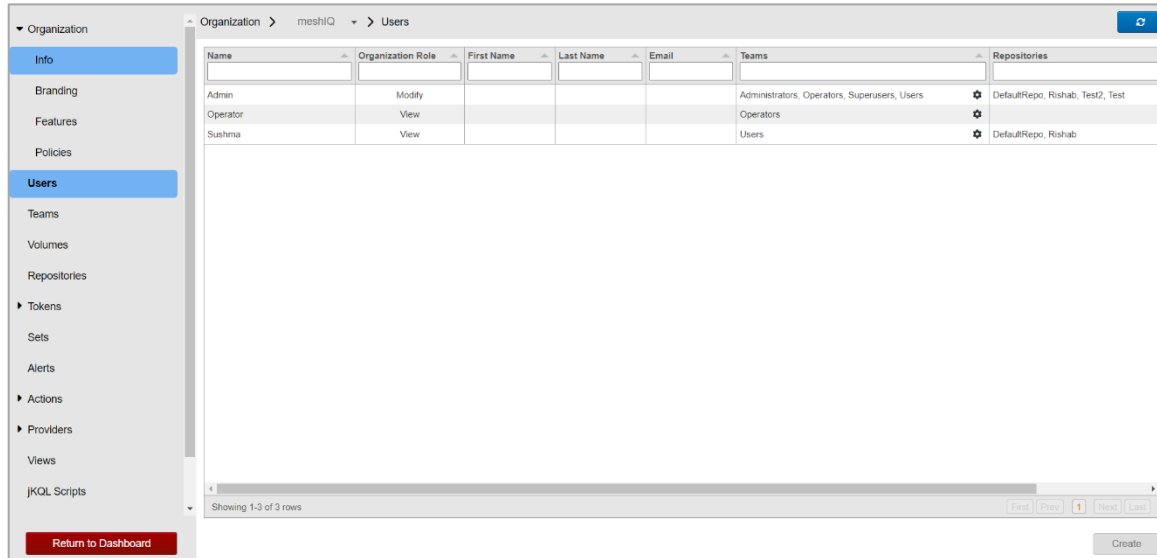 Organization
Info
Branding
Features
Policies
Users
Teams
Volumes
Repositories
Tokens
Sets
Alerts
Actions
Providers
Views
jKQL Scripts
Return to Dashboard
Organization > meshIQ > Users
Name Organization Role First Name Last Name Email Teams Repositories
Admin Modify Administrators, Operators, Superusers, Users DefaultRepo, Rishab, Test2, Test
Operator View Operators
Sushma View Users DefaultRepo, Rishab
Showing 1-3 of 3 rows First Prev 1 Next Last
Create